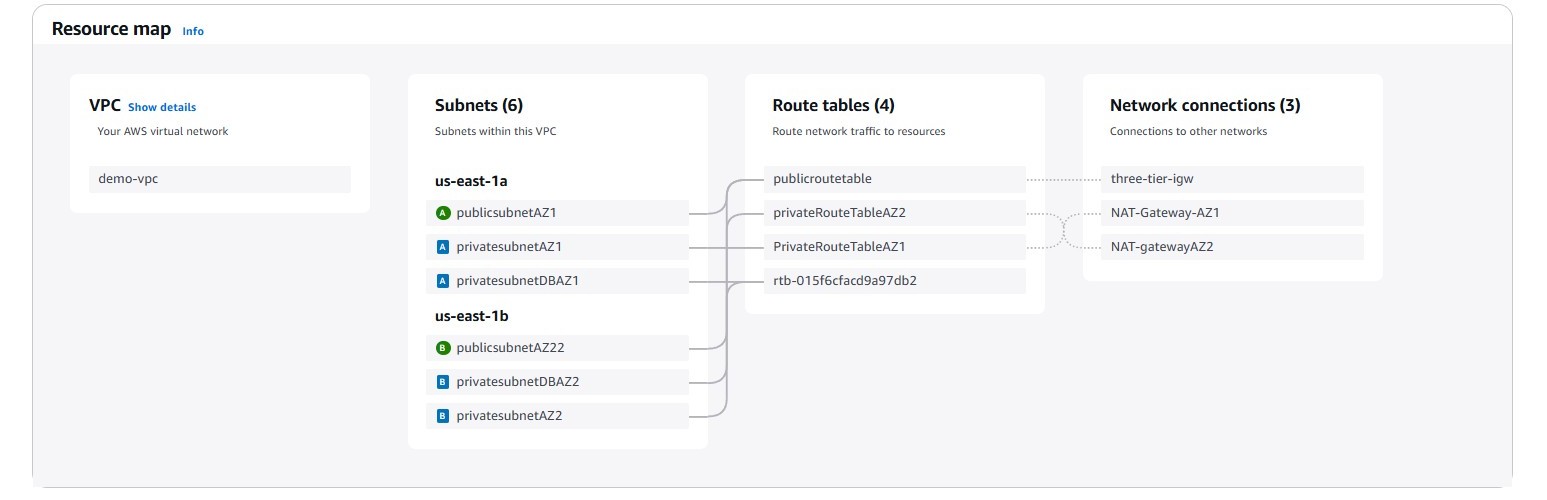 Resource map Info
VPC Show details
Your AWS virtual network
demo-vpc
Subnets (6)
Subnets within this VPC
us-east-1a
A publicsubnetAZ1
A privatesubnetAZ1
A privatesubnetDBAZ1
us-east-1b
B publicsubnetAZ22
B privatesubnetDBAZ2
B privatesubnetAZ2
Route tables (4)
Route network traffic to resources
publicroutetable
privateRouteTableAZ2
PrivateRouteTableAZ1
rtb-015f6cfacd9a97db2
Network connections (3)
Connections to other networks
three-tier-igw
NAT-Gateway-AZ1
NAT-gatewayAZ2